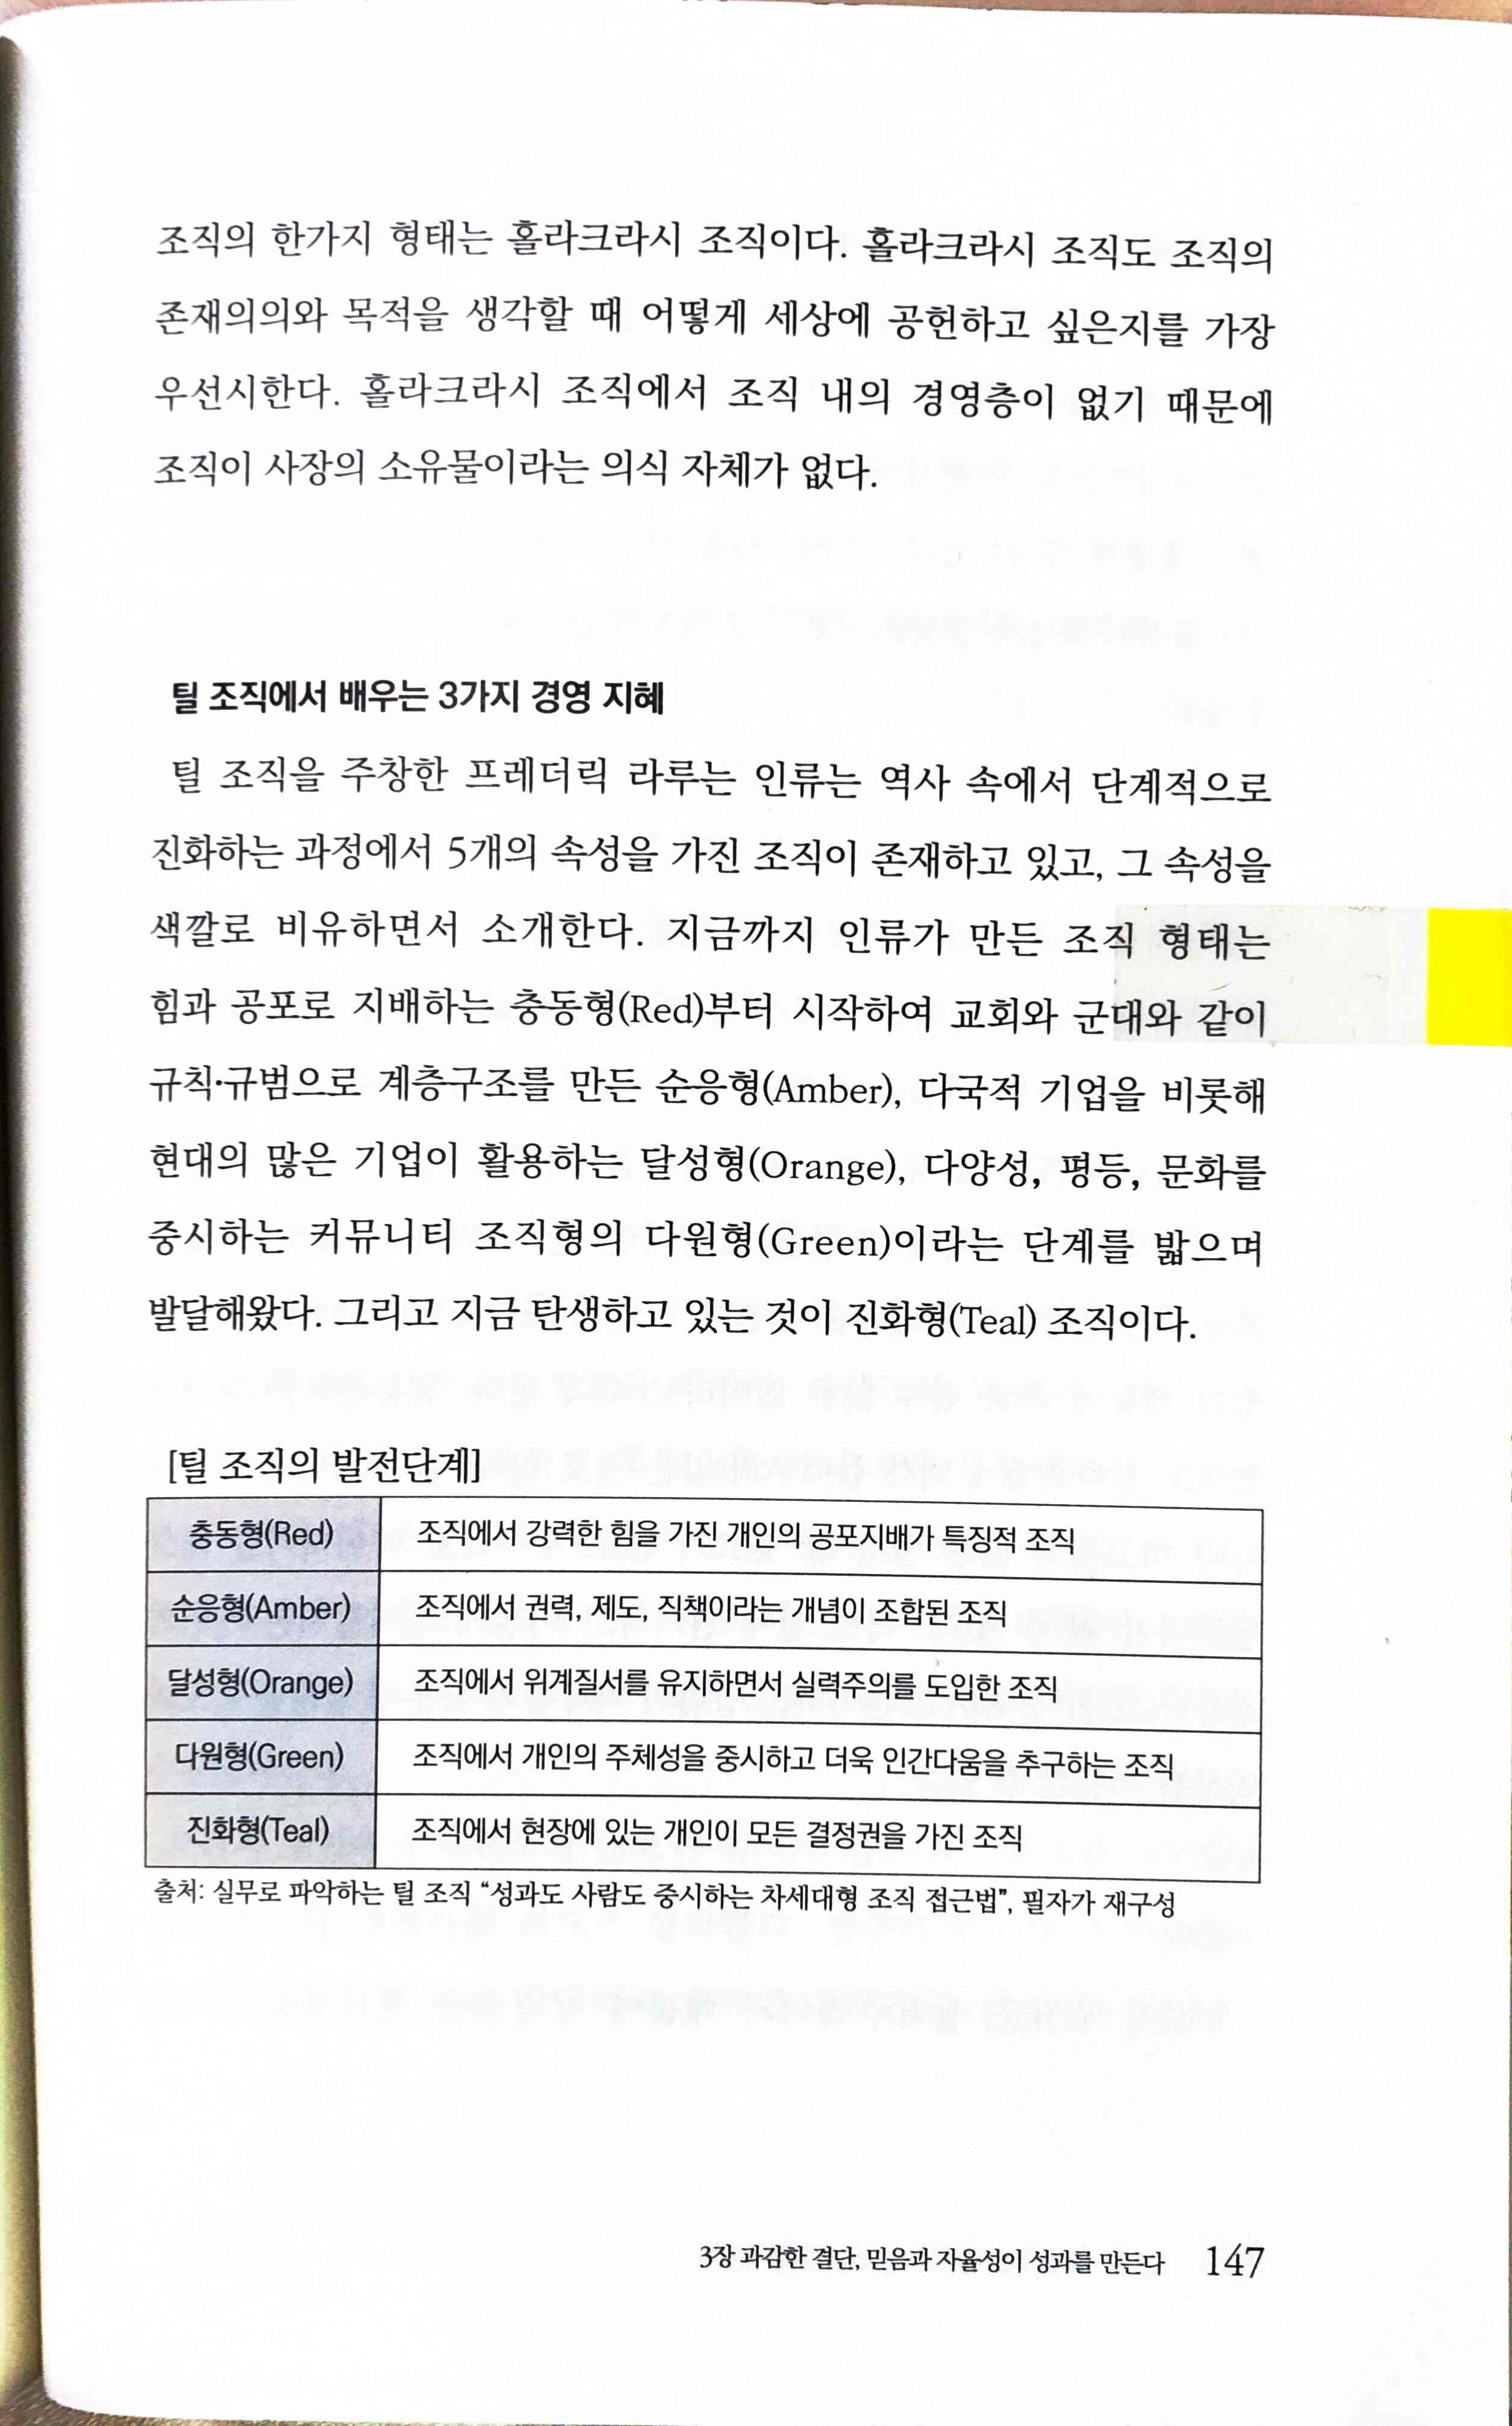 조직의 한가지 형태는 홀라크라시 조직이다. 홀라크라시 조직도 조직의
존재의의와 목적을 생각할 때 어떻게 세상에 공헌하고 싶은지를 가장
우선시한다. 홀라크라시 조직에서 조직 내의 경영층이 없기 때문에
조직이 사장의 소유물이라는 의식 자체가 없다.
틸 조직에서 배우는 3가지 경영 지혜
틸 조직을 주창한 프레더릭 라루는 인류는 역사 속에서 단계적으로
진화하는 과정에서 5개의 속성을 가진 조직이 존재하고 있고, 그 속성을
색깔로 비유하면서 소개한다. 지금까지 인류가 만든 조직 형태는
힘과 공포로 지배하는 충동형(Red)부터 시작하여 교회와 군대와 같이
규칙·규범으로 계층구조를 만든 순응형(Amber), 다국적 기업을 비롯해
현대의 많은 기업이 활용하는 달성형(Orange), 다양성, 평등, 문화를
중시하는 커뮤니티 조직형의 다원형(Green)이라는 단계를 밟으며
발달해왔다. 그리고 지금 탄생하고 있는 것이 진화형(Teal) 조직이다.
[틸 조직의 발전단계]
충동형(Red) 조직에서 강력한 힘을 가진 개인의 공포지배가 특징적 조직
순응형(Amber) 조직에서 권력, 제도, 직책이라는 개념이 조합된 조직
달성형(Orange) 조직에서 위계질서를 유지하면서 실력주의를 도입한 조직
다원형(Green) 조직에서 개인의 주체성을 중시하고 더욱 인간다움을 추구하는 조직
진화형(Teal) 조직에서 현장에 있는 개인이 모든 결정권을 가진 조직
출처: 실무로 파악하는 틸 조직 “성과도 사람도 중시하는 차세대형 조직 접근법”, 필자가 재구성
3장 과감한 결단, 믿음과 자율성이 성과를 만든다 147